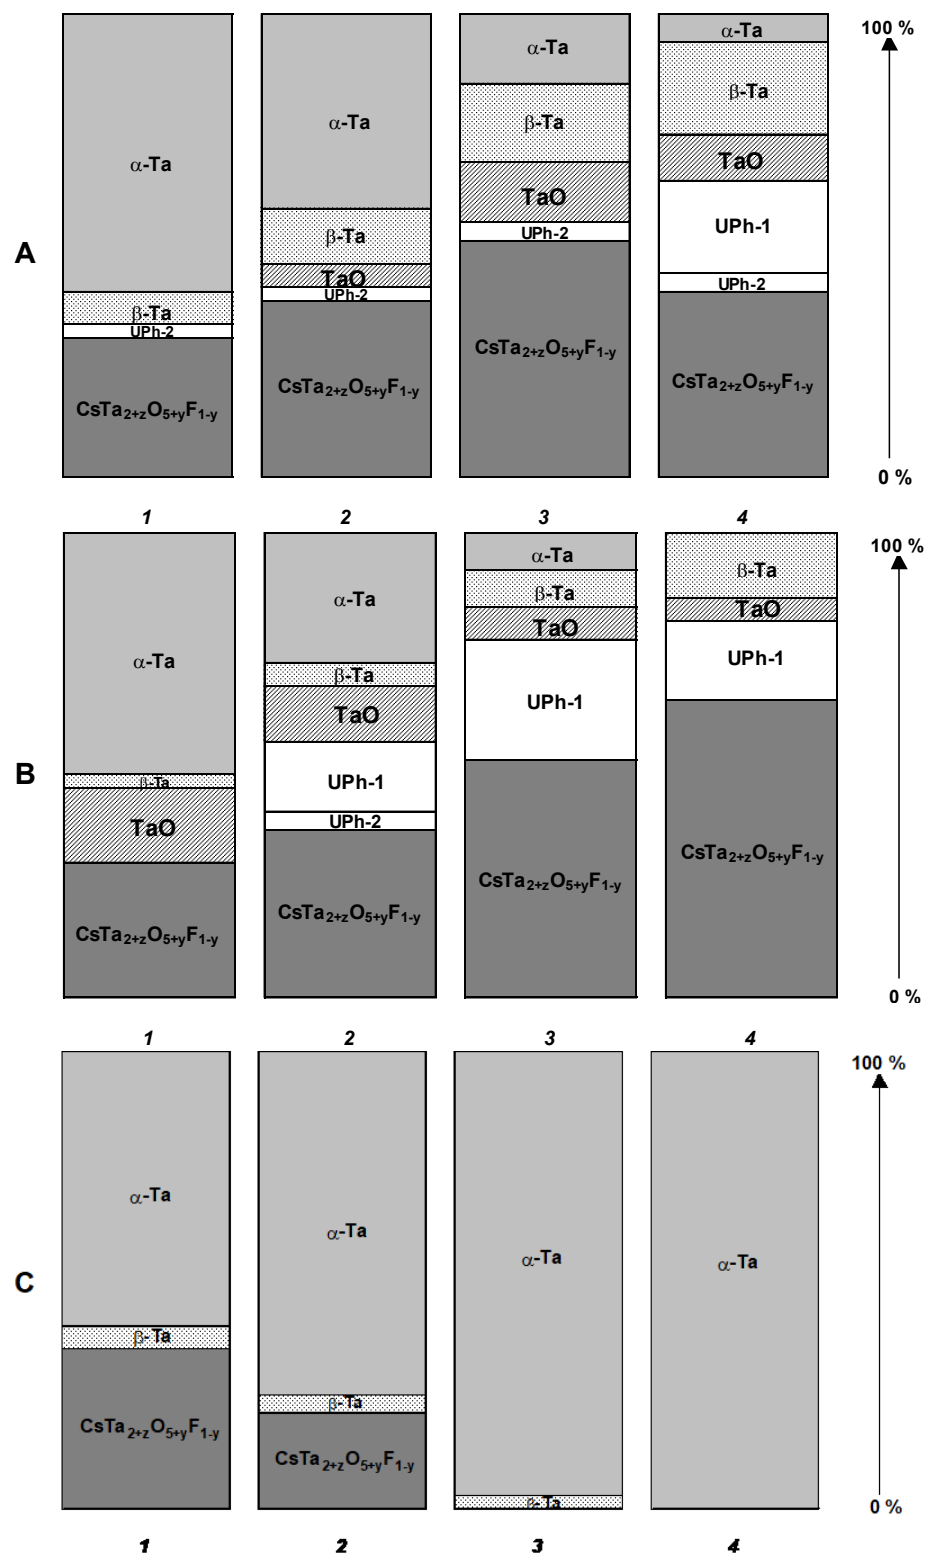 100 %
α-Ta
β-Ta
UPh-2
CsTa₂₊zO₅₊yF₁₋y
α-Ta
β-Ta
TaO
UPh-2
CsTa₂₊zO₅₊yF₁₋y
α-Ta
β-Ta
TaO
UPh-2
CsTa₂₊zO₅₊yF₁₋y
α-Ta
β-Ta
TaO
UPh-1
UPh-2
CsTa₂₊zO₅₊yF₁₋y
A
0 %
1 2 3 4
100 %
α-Ta
β-Ta
TaO
CsTa₂₊zO₅₊yF₁₋y
α-Ta
β-Ta
TaO
UPh-1
UPh-2
CsTa₂₊zO₅₊yF₁₋y
α-Ta
β-Ta
TaO
UPh-1
CsTa₂₊zO₅₊yF₁₋y
β-Ta
TaO
UPh-1
CsTa₂₊zO₅₊yF₁₋y
B
0 %
1 2 3 4
100 %
α-Ta
β-Ta
CsTa₂₊zO₅₊yF₁₋y
α-Ta
β-Ta
CsTa₂₊zO₅₊yF₁₋y
α-Ta
β-Ta
α-Ta
C
0 %
1 2 3 4